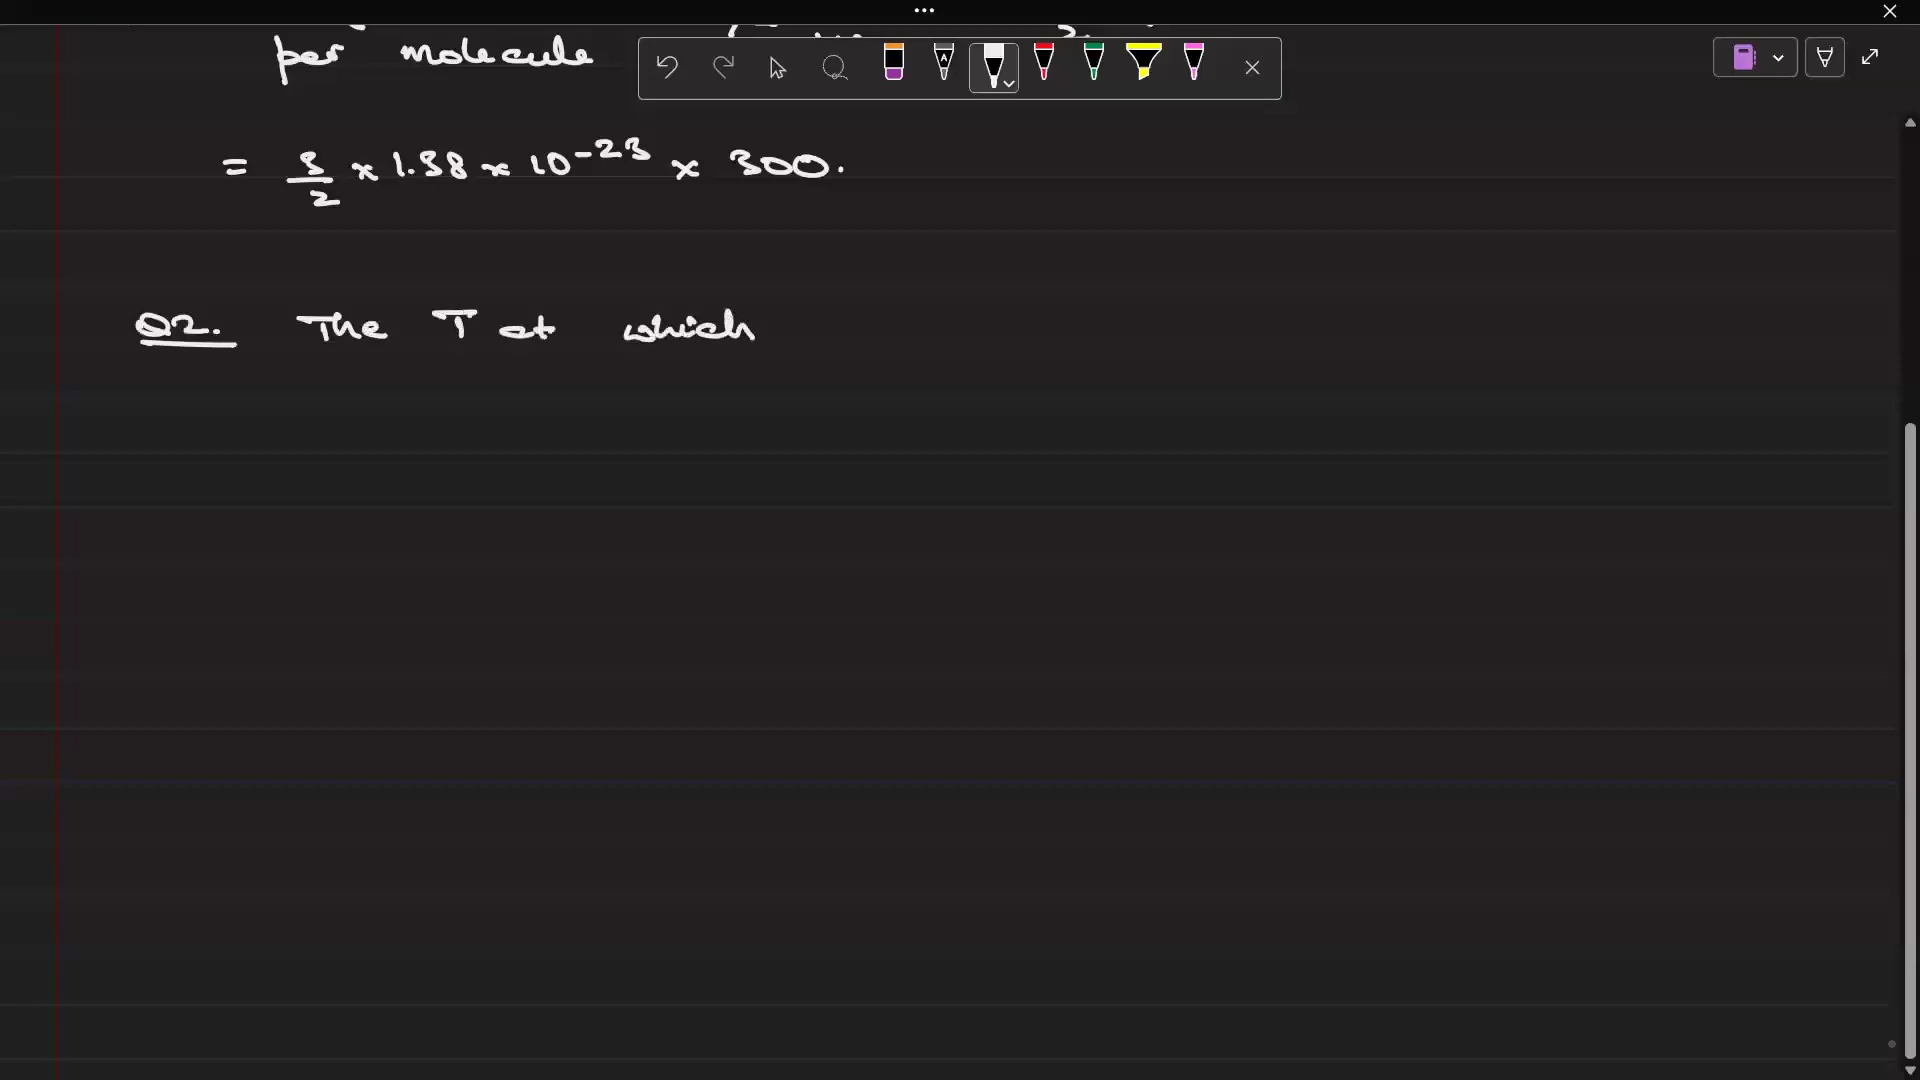 per molecule
= 3/2 x 1.38 x 10^-23 x 300.
Q2. The T at which